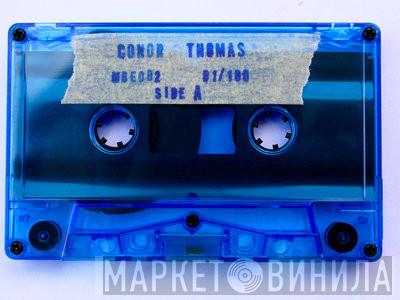 CONOR THOMAS
MBE002 01/100
SIDE A
МАРКЕТ ВИНИЛА